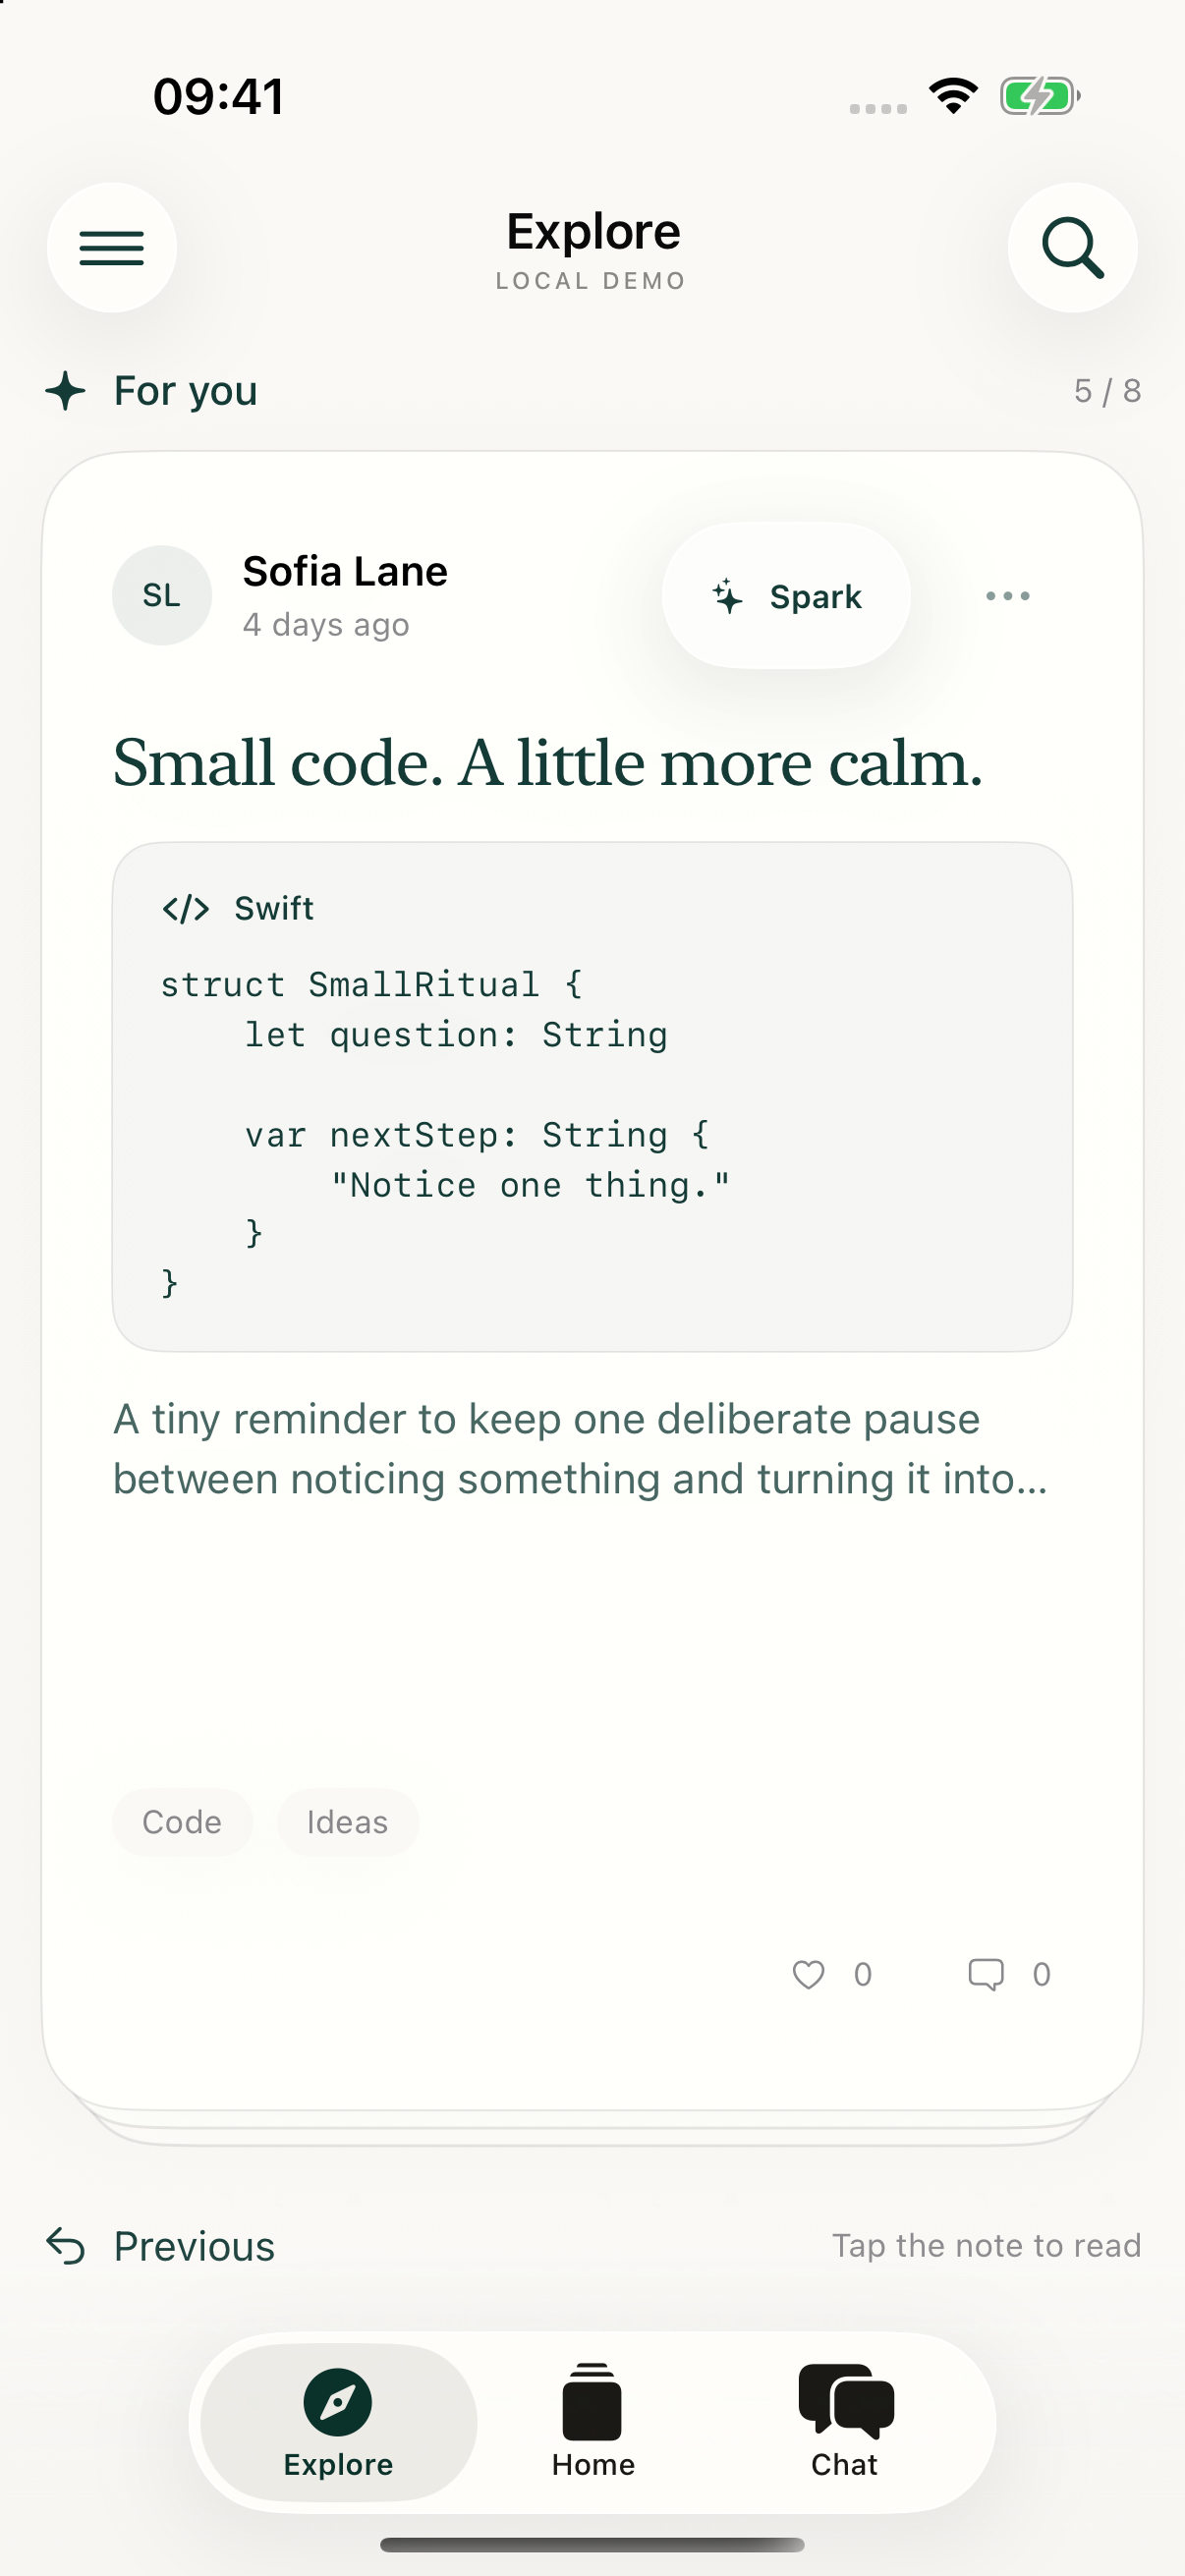 09:41
Explore
LOCAL DEMO
For you
5 / 8
SL
Sofia Lane
4 days ago
Spark
Small code. A little more calm.
</> Swift
struct SmallRitual {
    let question: String

    var nextStep: String {
        "Notice one thing."
    }
}
A tiny reminder to keep one deliberate pause
between noticing something and turning it into...
Code
Ideas
0
0
Previous
Tap the note to read
Explore
Home
Chat